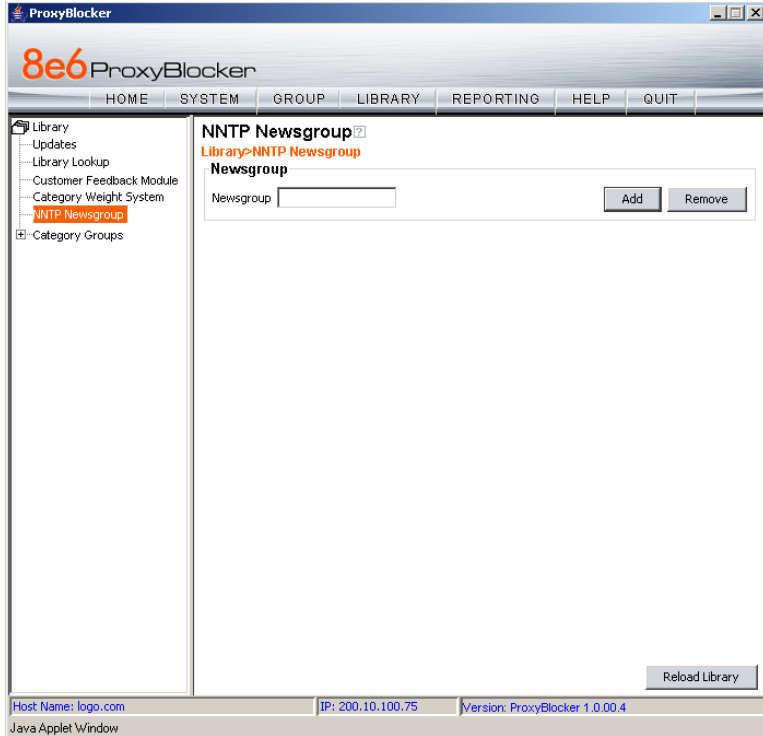 ProxyBlocker
8e6 ProxyBlocker
HOME SYSTEM GROUP LIBRARY REPORTING HELP QUIT
Library
Updates
Library Lookup
Customer Feedback Module
Category Weight System
NNTP Newsgroup
Category Groups
NNTP Newsgroup?
Library>NNTP Newsgroup
Newsgroup
Newsgroup Add Remove
Reload Library
Host Name: logo.com IP: 200.10.100.75 Version: ProxyBlocker 1.0.00.4
Java Applet Window